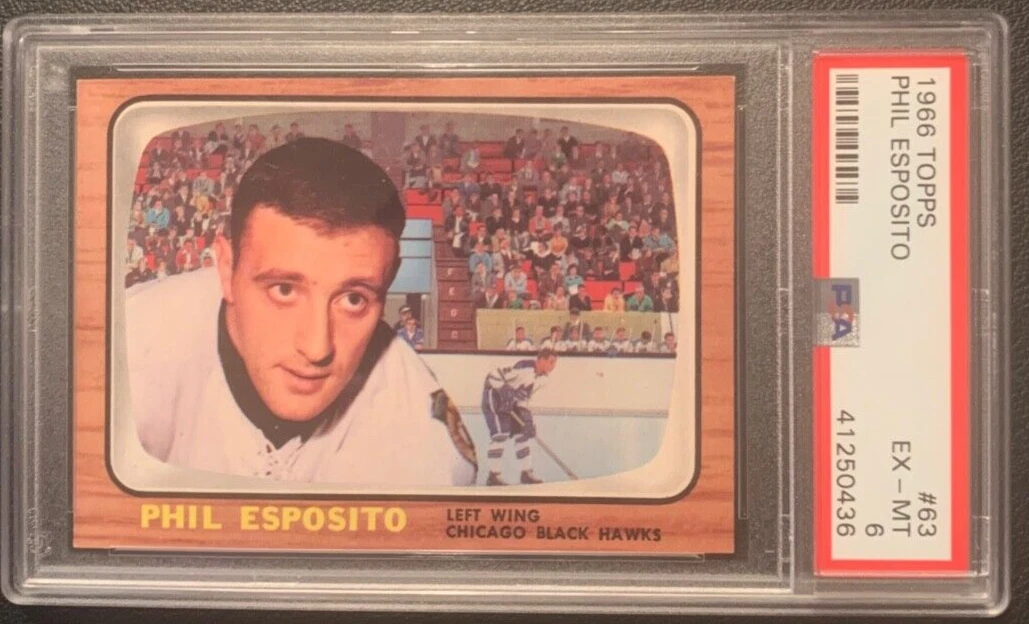 PHIL ESPOSITO
LEFT WING
CHICAGO BLACK HAWKS
1966 TOPPS #63
PHIL ESPOSITO EX - MT
6
41250436
PSA